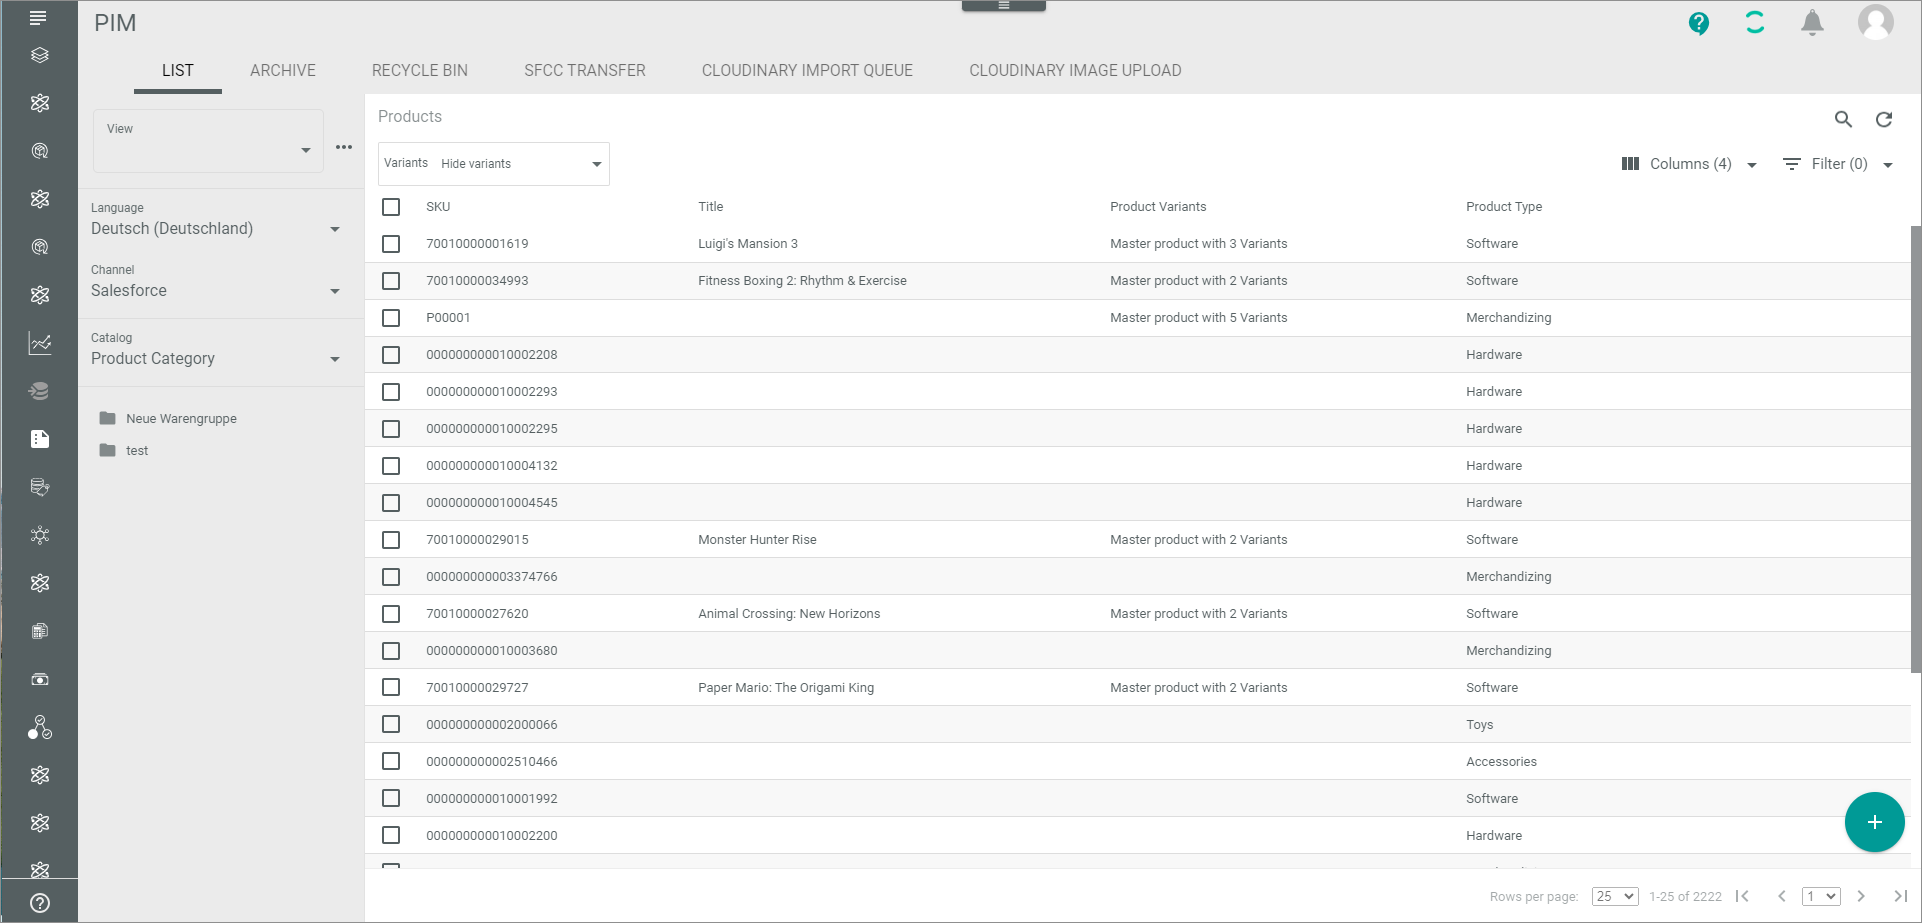 PIM
LIST ARCHIVE RECYCLE BIN SFCC TRANSFER CLOUDINARY IMPORT QUEUE CLOUDINARY IMAGE UPLOAD
View
Language
Deutsch (Deutschland)
Channel
Salesforce
Catalog
Product Category
Neue Warengruppe
test
Products
Variants Hide variants
Columns (4) Filter (0)
SKU Title Product Variants Product Type
70010000001619 Luigi's Mansion 3 Master product with 3 Variants Software
70010000034993 Fitness Boxing 2: Rhythm & Exercise Master product with 2 Variants Software
P00001 Master product with 5 Variants Merchandizing
000000000010002208 Hardware
000000000010002293 Hardware
000000000010002295 Hardware
000000000010004132 Hardware
000000000010004545 Hardware
70010000029015 Monster Hunter Rise Master product with 2 Variants Software
000000000003374766 Merchandizing
70010000027620 Animal Crossing: New Horizons Master product with 2 Variants Software
000000000010003680 Merchandizing
70010000029727 Paper Mario: The Origami King Master product with 2 Variants Software
000000000002000066 Toys
000000000002510466 Accessories
000000000010001992 Software
000000000010002200 Hardware
Rows per page: 25 1-25 of 2222 1